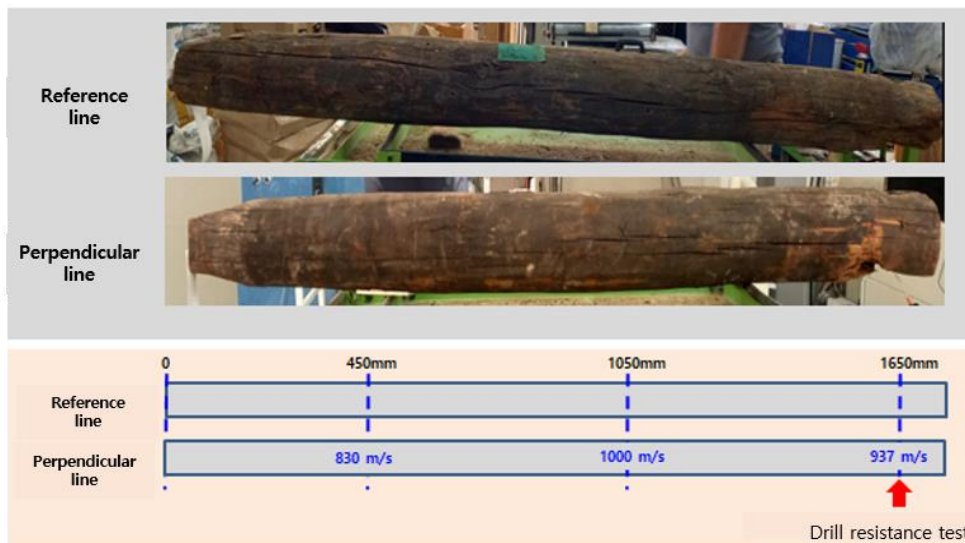 Reference
line
Perpendicular
line
0 450mm 1050mm 1650mm
Reference
line
Perpendicular
line
830 m/s 1000 m/s 937 m/s
Drill resistance test